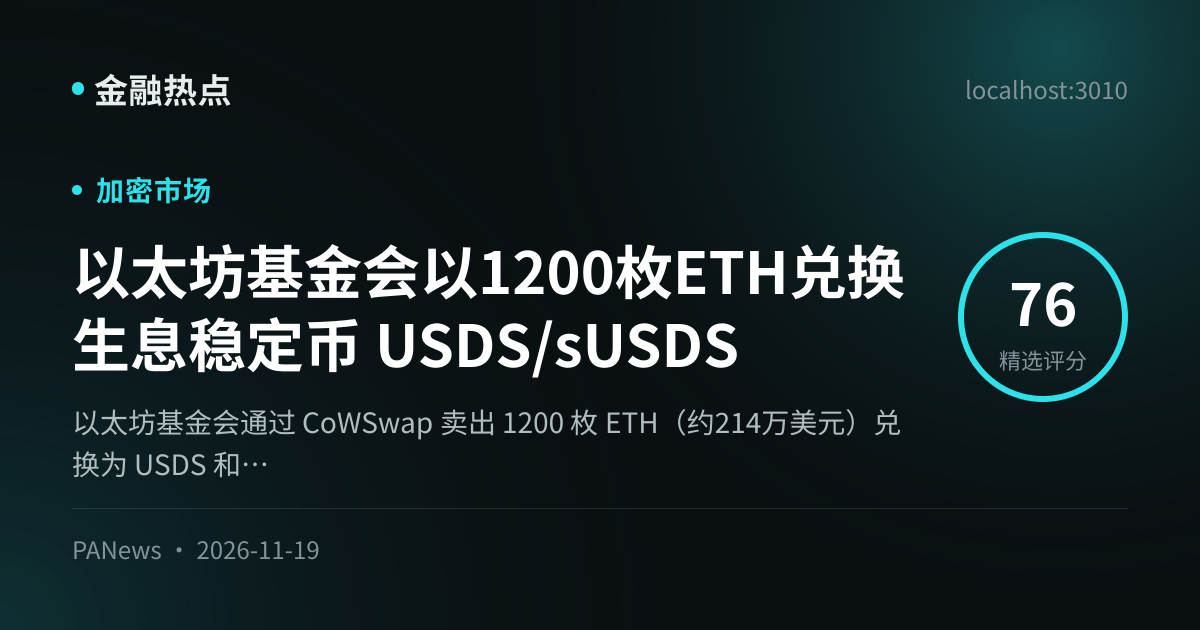 金融热点
localhost:3010
加密市场
以太坊基金会以1200枚ETH兑换
生息稳定币 USDS/sUSDS
76
精选评分
以太坊基金会通过 CoWSwap 卖出 1200 枚 ETH（约214万美元）兑
换为 USDS 和…
PANews • 2026-11-19